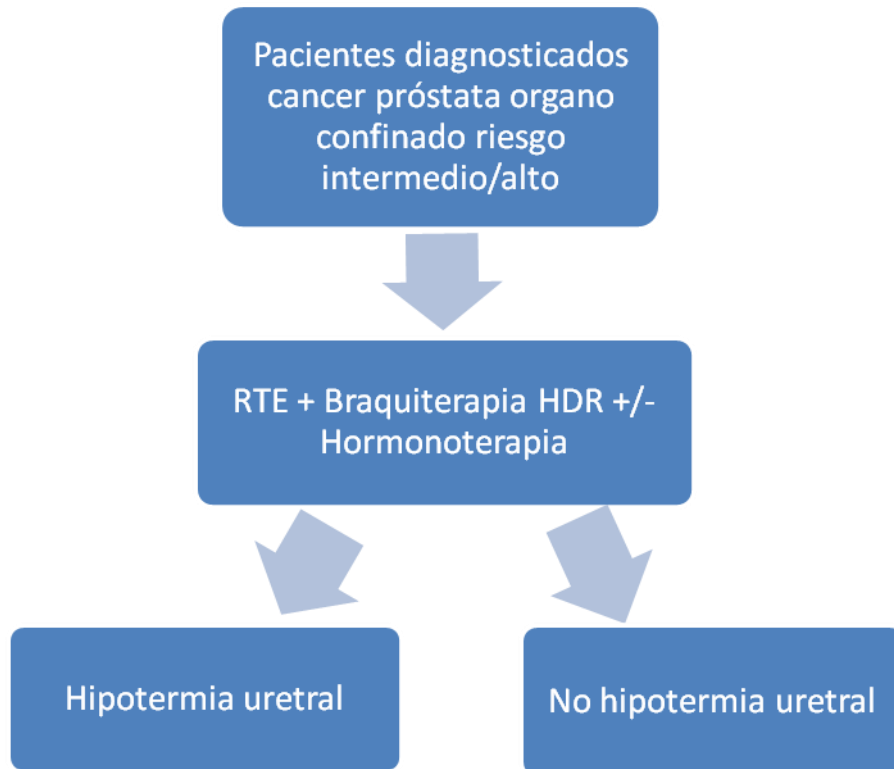 Pacientes diagnosticados
cancer próstata organo
confinado riesgo
intermedio/alto
RTE + Braquiterapia HDR +/-
Hormonoterapia
Hipotermia uretral
No hipotermia uretral